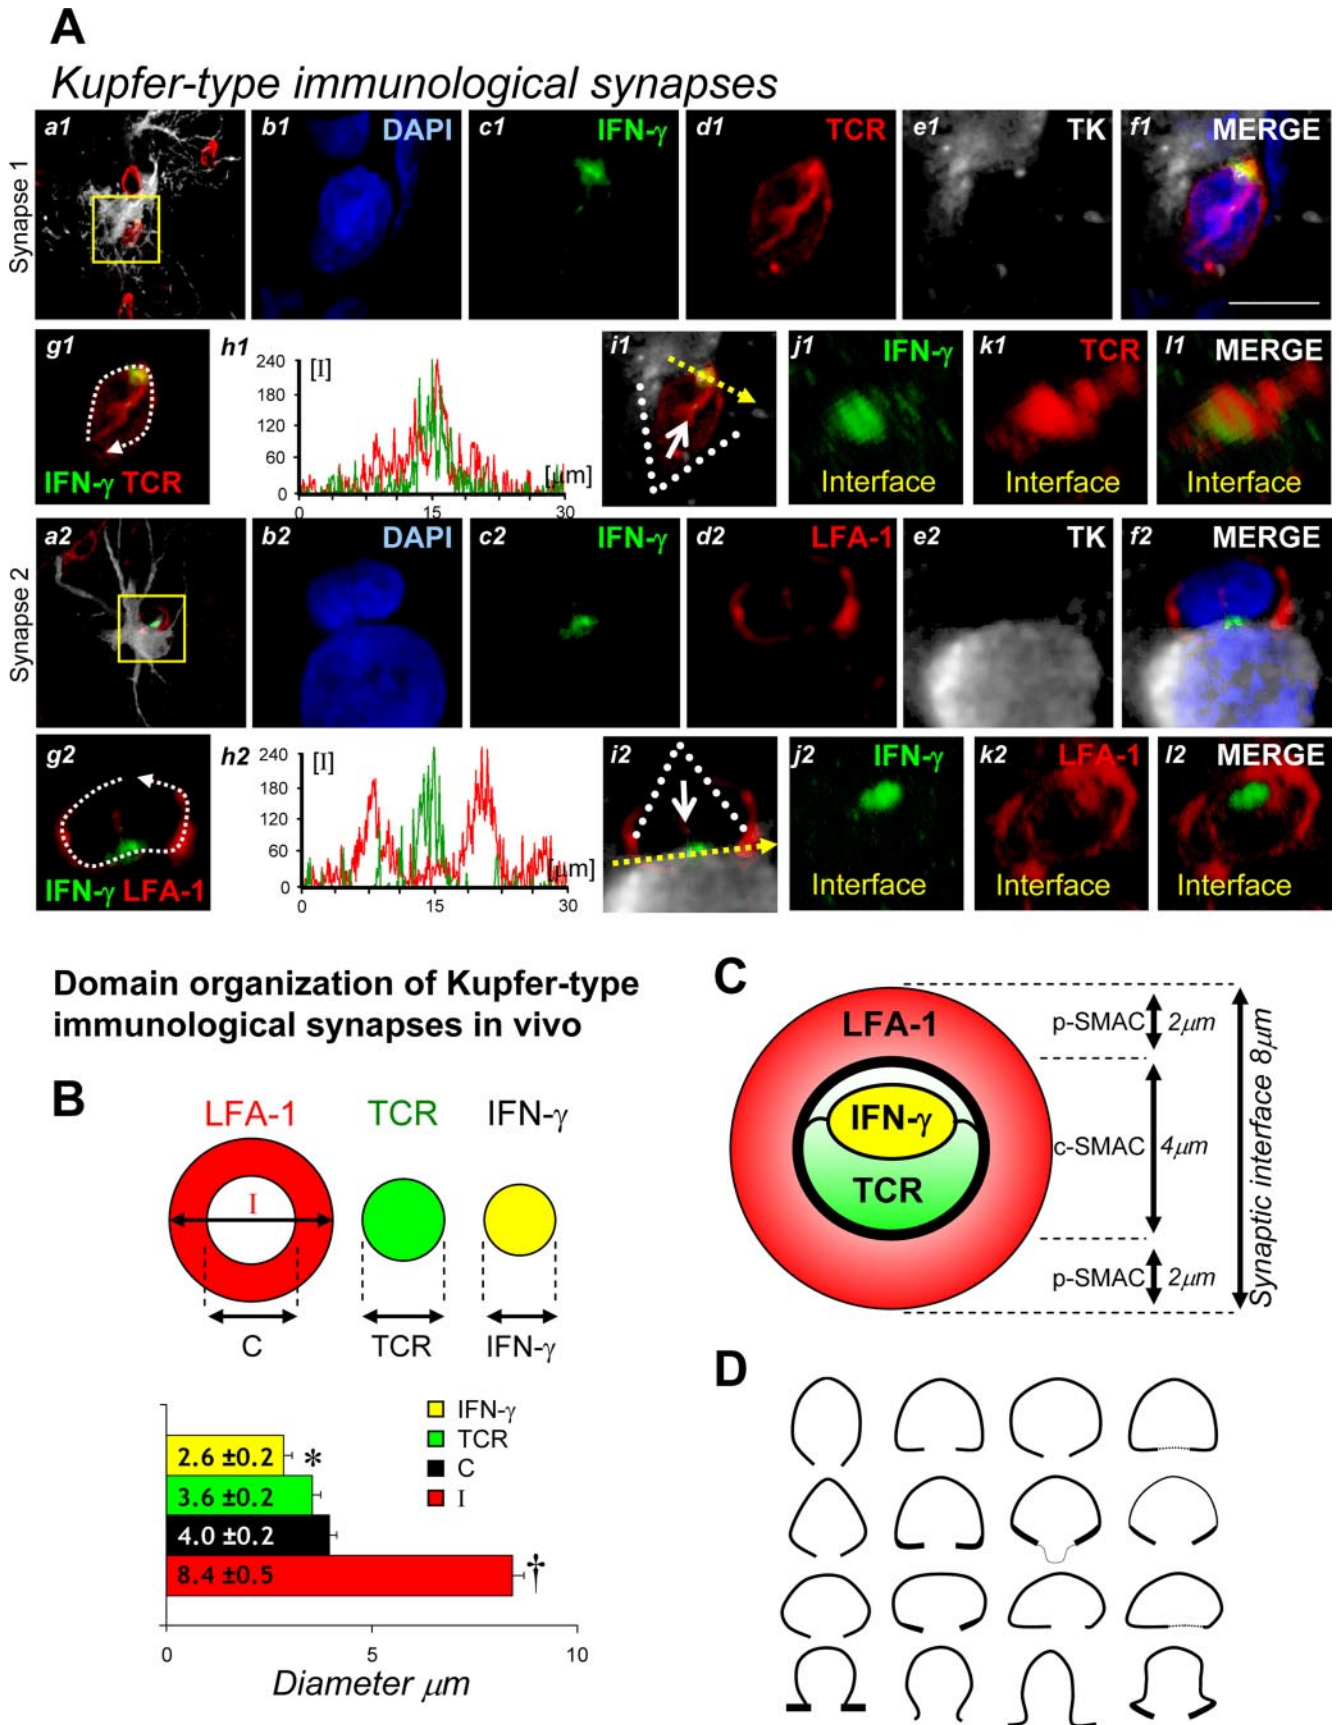 A
Kupfer-type immunological synapses
Synapse 1
a1 b1 DAPI c1 IFN-γ d1 TCR e1 TK f1 MERGE
g1 IFN-γ TCR
h1 [I]
240
180
120
60
0
0 15 30
[μm]
i1
j1 IFN-γ Interface
k1 TCR Interface
l1 MERGE Interface
Synapse 2
a2 b2 DAPI c2 IFN-γ d2 LFA-1 e2 TK f2 MERGE
g2 IFN-γ LFA-1
h2 [I]
240
180
120
60
0
0 15 30
[μm]
i2
j2 IFN-γ Interface
k2 LFA-1 Interface
l2 MERGE Interface
Domain organization of Kupfer-type
immunological synapses in vivo
B
LFA-1 TCR IFN-γ
I
C TCR IFN-γ
IFN-γ
TCR
C
I
2.6 ±0.2 *
3.6 ±0.2
4.0 ±0.2
8.4 ±0.5 †
0 5 10
Diameter μm
C
LFA-1
IFN-γ
TCR
p-SMAC 2μm
c-SMAC 4μm
p-SMAC 2μm
Synaptic interface 8μm
D